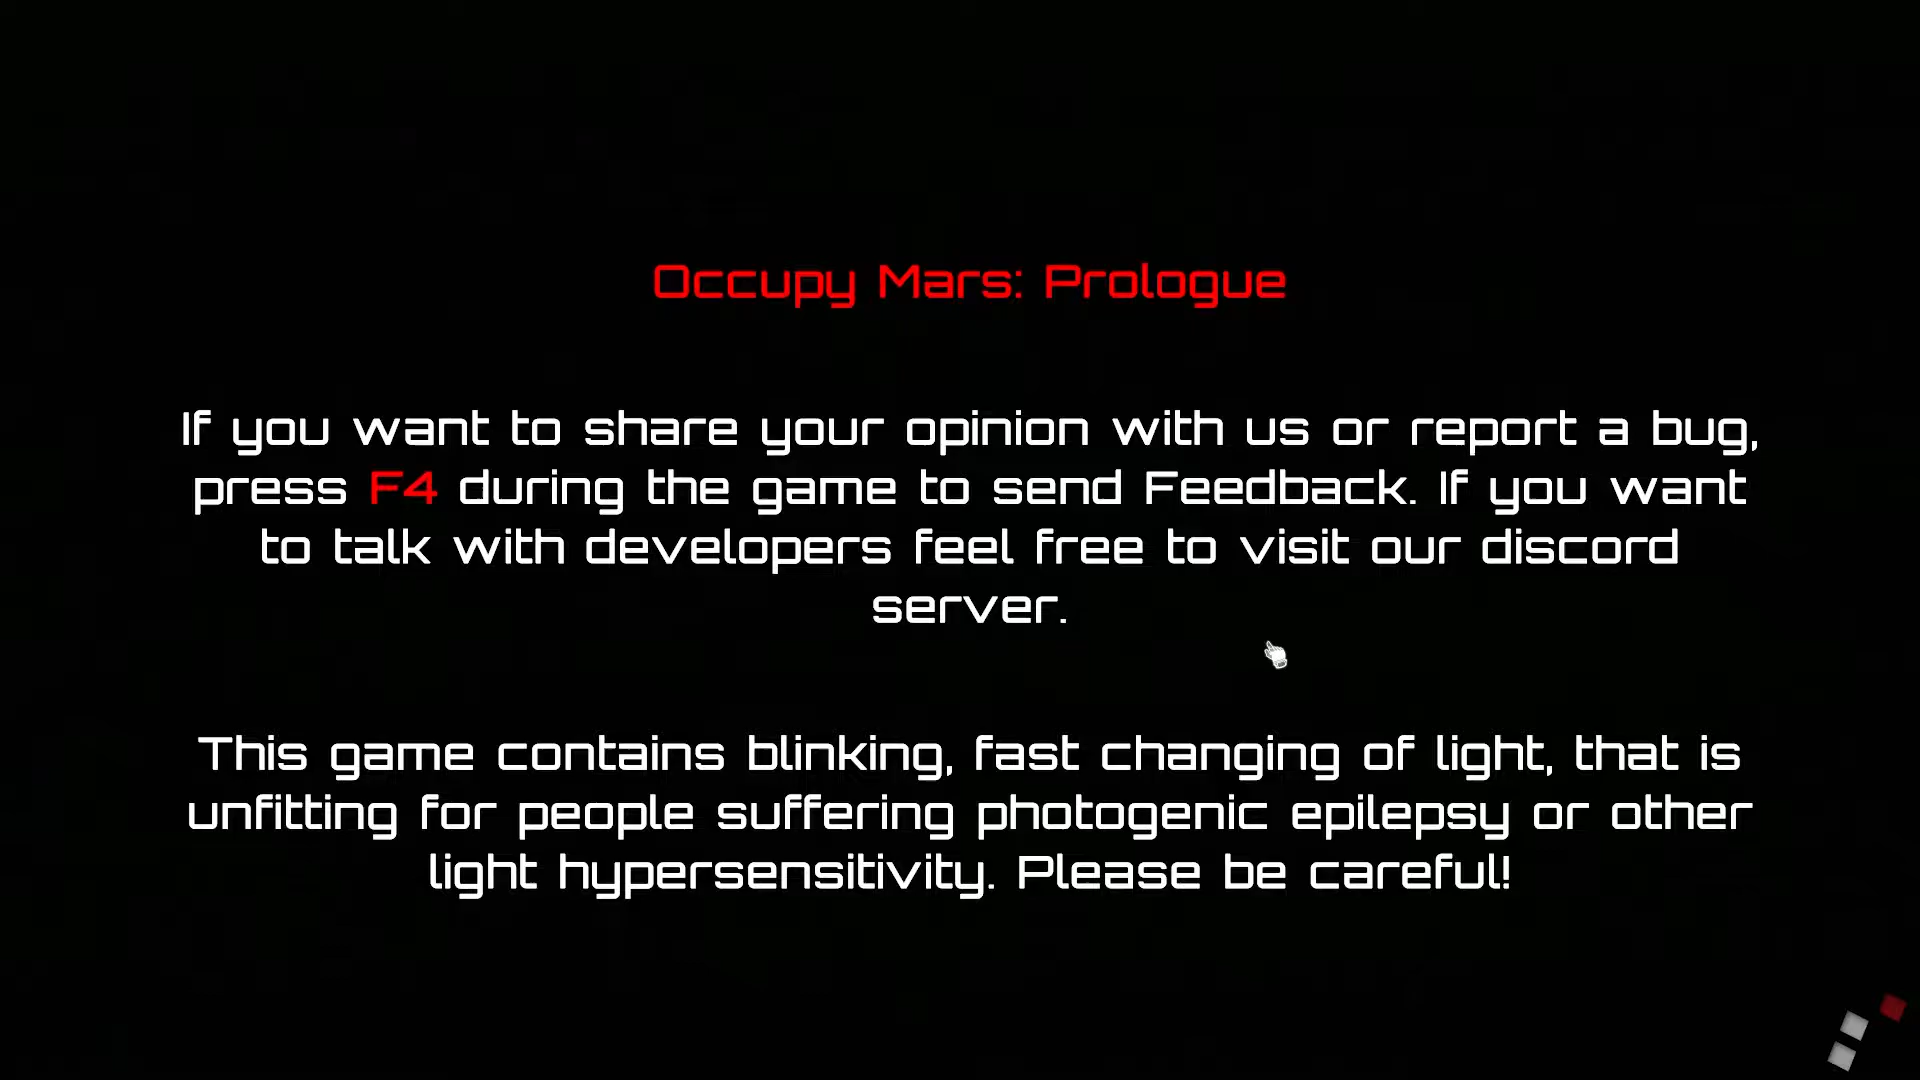 Occupy Mars: Prologue
If you want to share your opinion with us or report a bug,
press F4 during the game to send Feedback. If you want
to talk with developers feel free to visit our discord
server.
This game contains blinking, fast changing of light, that is
unfitting for people suffering photogenic epilepsy or other
light hypersensitivity. Please be careful!